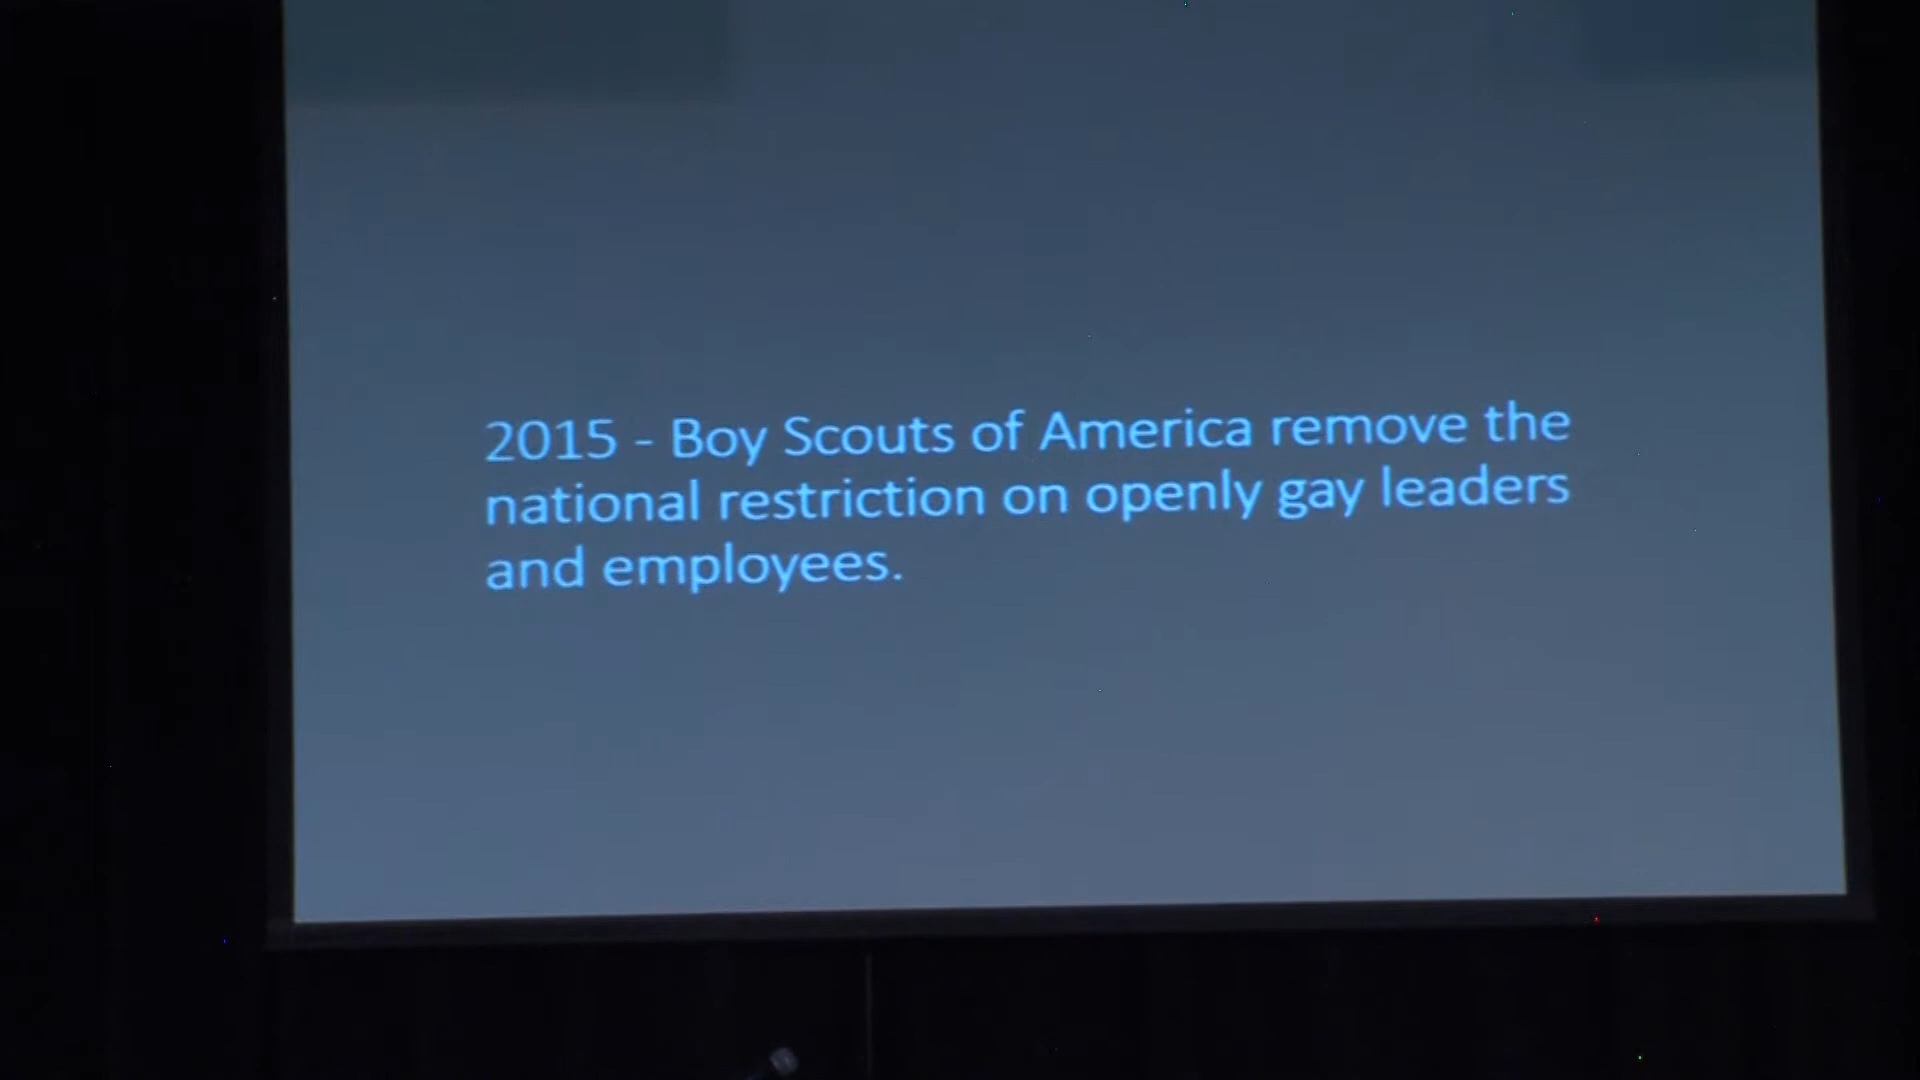 2015 - Boy Scouts of America remove the
national restriction on openly gay leaders
and employees.